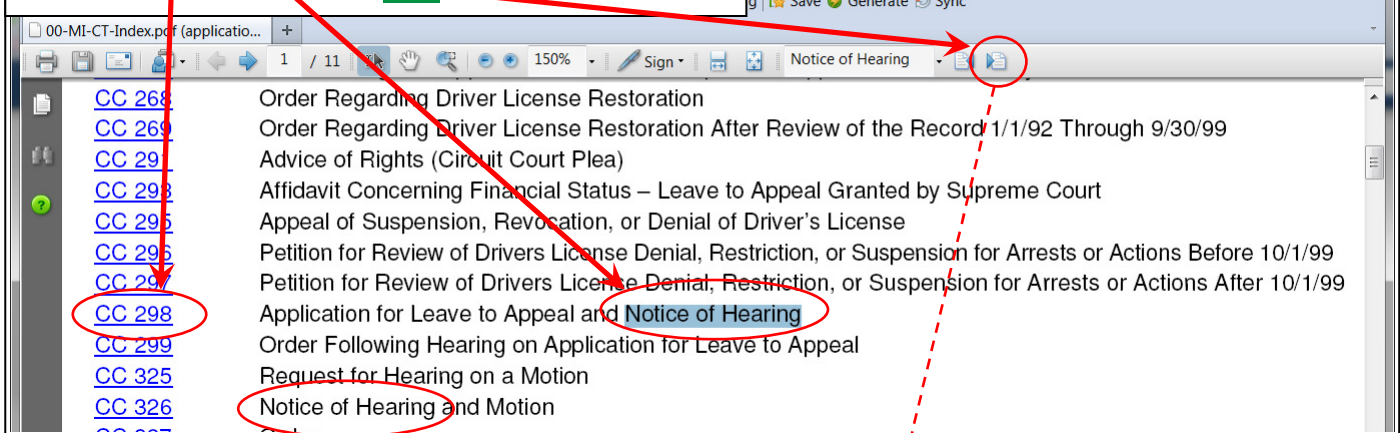 Save Generate Sync
00-MI-CT-Index.pdf (applicatio... +
1 / 11 150% Sign Notice of Hearing
CC 268 Order Regarding Driver License Restoration
CC 269 Order Regarding Driver License Restoration After Review of the Record 1/1/92 Through 9/30/99
CC 291 Advice of Rights (Circuit Court Plea)
CC 293 Affidavit Concerning Financial Status – Leave to Appeal Granted by Supreme Court
CC 295 Appeal of Suspension, Revocation, or Denial of Driver's License
CC 296 Petition for Review of Drivers License Denial, Restriction, or Suspension for Arrests or Actions Before 10/1/99
CC 297 Petition for Review of Drivers License Denial, Restriction, or Suspension for Arrests or Actions After 10/1/99
CC 298 Application for Leave to Appeal and Notice of Hearing
CC 299 Order Following Hearing on Application for Leave to Appeal
CC 325 Request for Hearing on a Motion
CC 326 Notice of Hearing and Motion